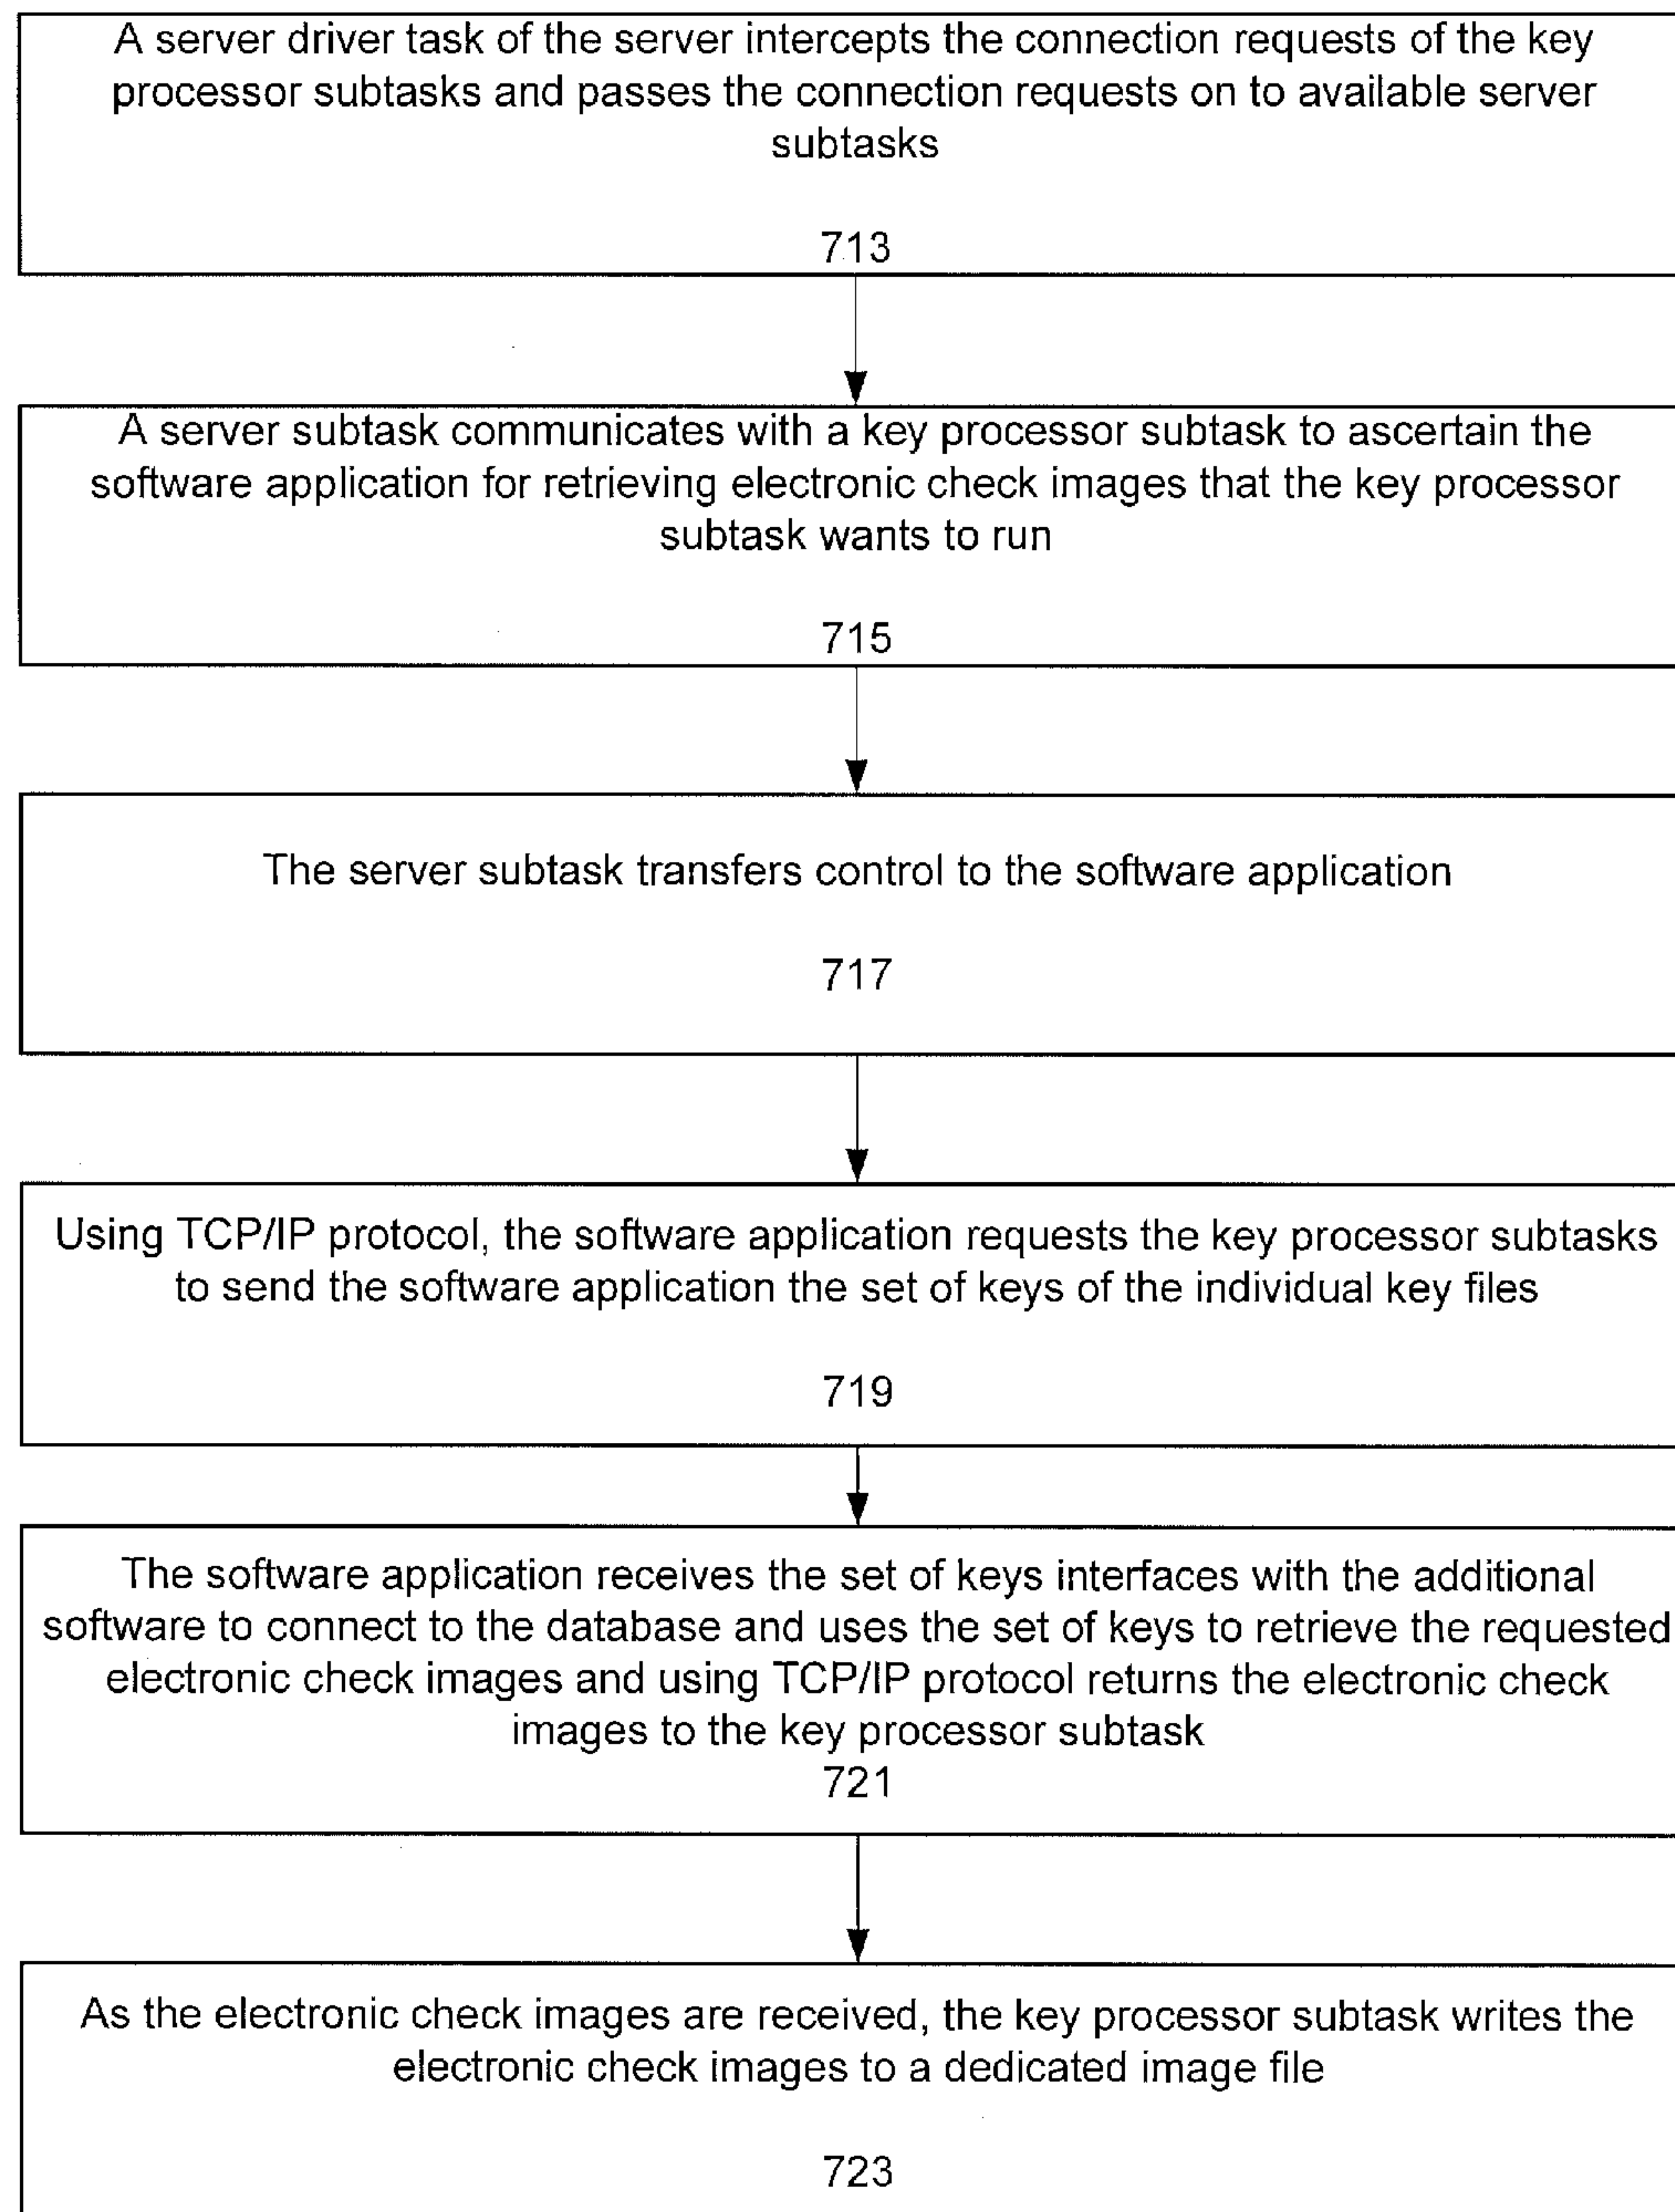 A server driver task of the server intercepts the connection requests of the key
processor subtasks and passes the connection requests on to available server
subtasks
713
A server subtask communicates with a key processor subtask to ascertain the
software application for retrieving electronic check images that the key processor
subtask wants to run
715
The server subtask transfers control to the software application
717
Using TCP/IP protocol, the software application requests the key processor subtasks
to send the software application the set of keys of the individual key files
719
The software application receives the set of keys interfaces with the additional
software to connect to the database and uses the set of keys to retrieve the requested
electronic check images and using TCP/IP protocol returns the electronic check
images to the key processor subtask
721
As the electronic check images are received, the key processor subtask writes the
electronic check images to a dedicated image file
723